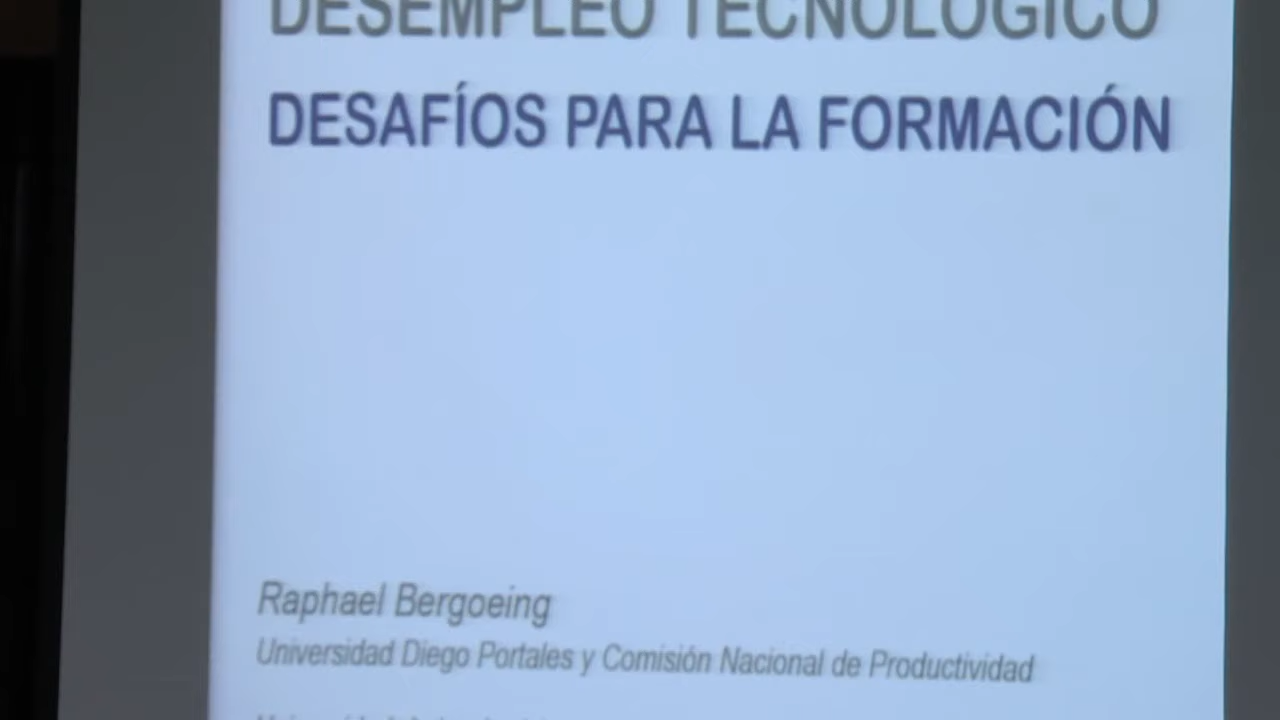 DESEMPLEO TECNOLÓGICO
DESAFÍOS PARA LA FORMACIÓN
Raphael Bergoeing
Universidad Diego Portales y Comisión Nacional de Productividad